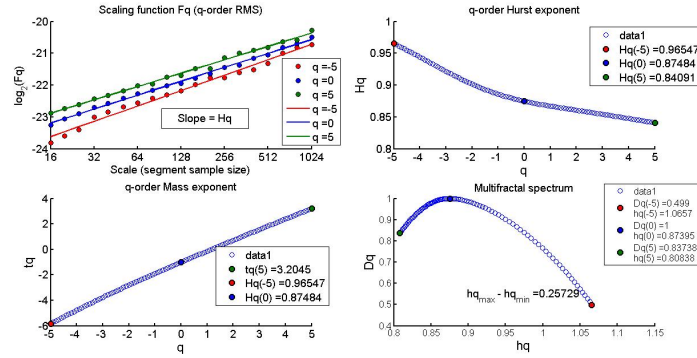 Scaling function Fq (q-order RMS)
log2(Fq)
-20
-21
-22
-23
-24
16
32
64
128
256
512
1024
Scale (segment sample size)
Slope = Hq
q = -5
q = 0
q = 5
q = -5
q = 0
q = 5
q-order Hurst exponent
Hq
1
0.95
0.9
0.85
0.8
-5
-4
-3
-2
-1
0
1
2
3
4
5
q
data1
Hq(-5) =0.96547
Hq(0) =0.87484
Hq(5) =0.84091
q-order Mass exponent
tq
4
2
0
-2
-4
-6
-5
-4
-3
-2
-1
0
1
2
3
4
5
q
data1
tq(5) =3.2045
Hq(-5) =0.96547
Hq(0) =0.87484
Multifractal spectrum
Dq
1
0.9
0.8
0.7
0.6
0.5
0.4
0.8
0.85
0.9
0.95
1
1.05
1.1
1.15
hq
hqmax - hqmin =0.25729
data1
Dq(-5) =0.499
hq(-5) =1.0657
Dq(0) =1
hq(0) =0.87395
Dq(5) =0.83738
hq(5) =0.80838